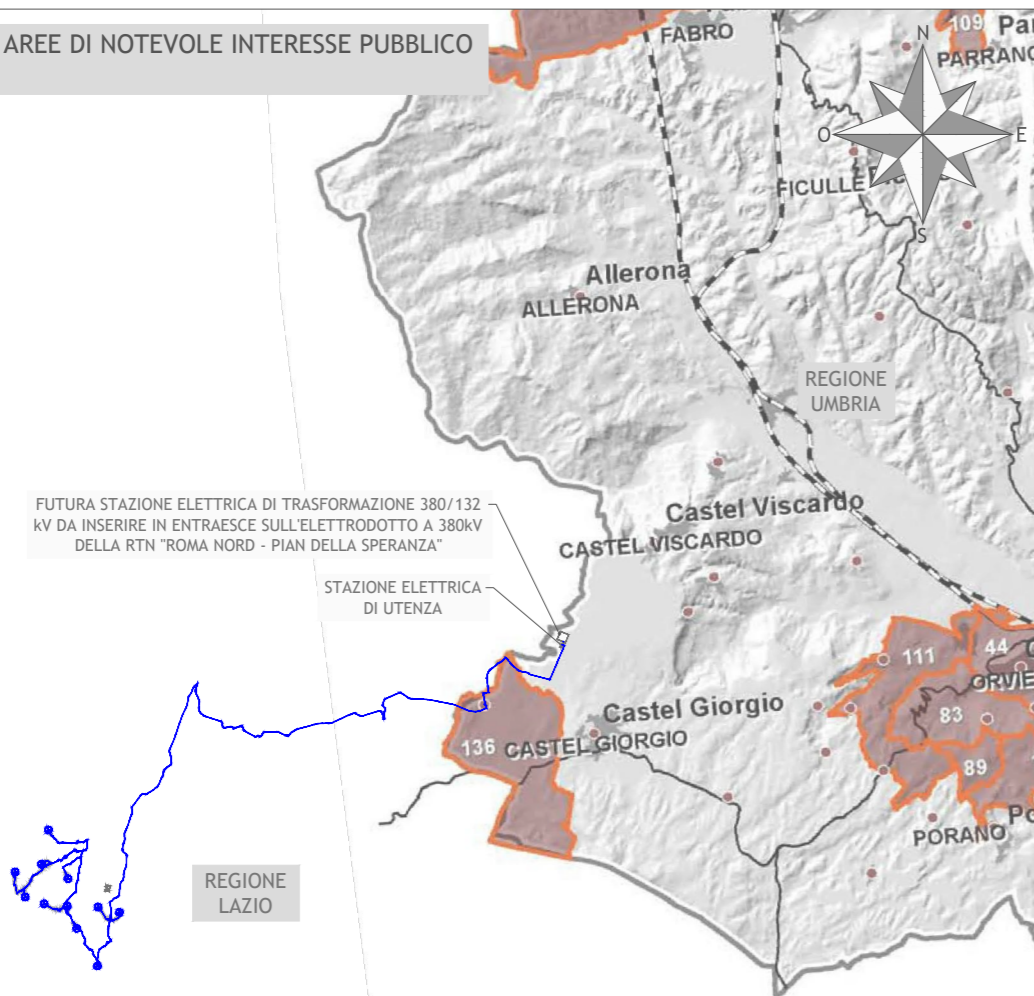 AREE DI NOTEVOLE INTERESSE PUBBLICO
FABRO
109
PARRANO
N
O
E
S
FICULLE
Allerona
ALLERONA
REGIONE
UMBRIA
FUTURA STAZIONE ELETTRICA DI TRASFORMAZIONE 380/132
kV DA INSERIRE IN ENTRAESCE SULL'ELETTRODOTTO A 380kV
DELLA RTN "ROMA NORD - PIAN DELLA SPERANZA"
Castel Viscardo
CASTEL VISCARDO
STAZIONE ELETTRICA
DI UTENZA
111
44
ORVIE
83
Castel Giorgio
136
CASTEL GIORGIO
89
PORANO
REGIONE
LAZIO